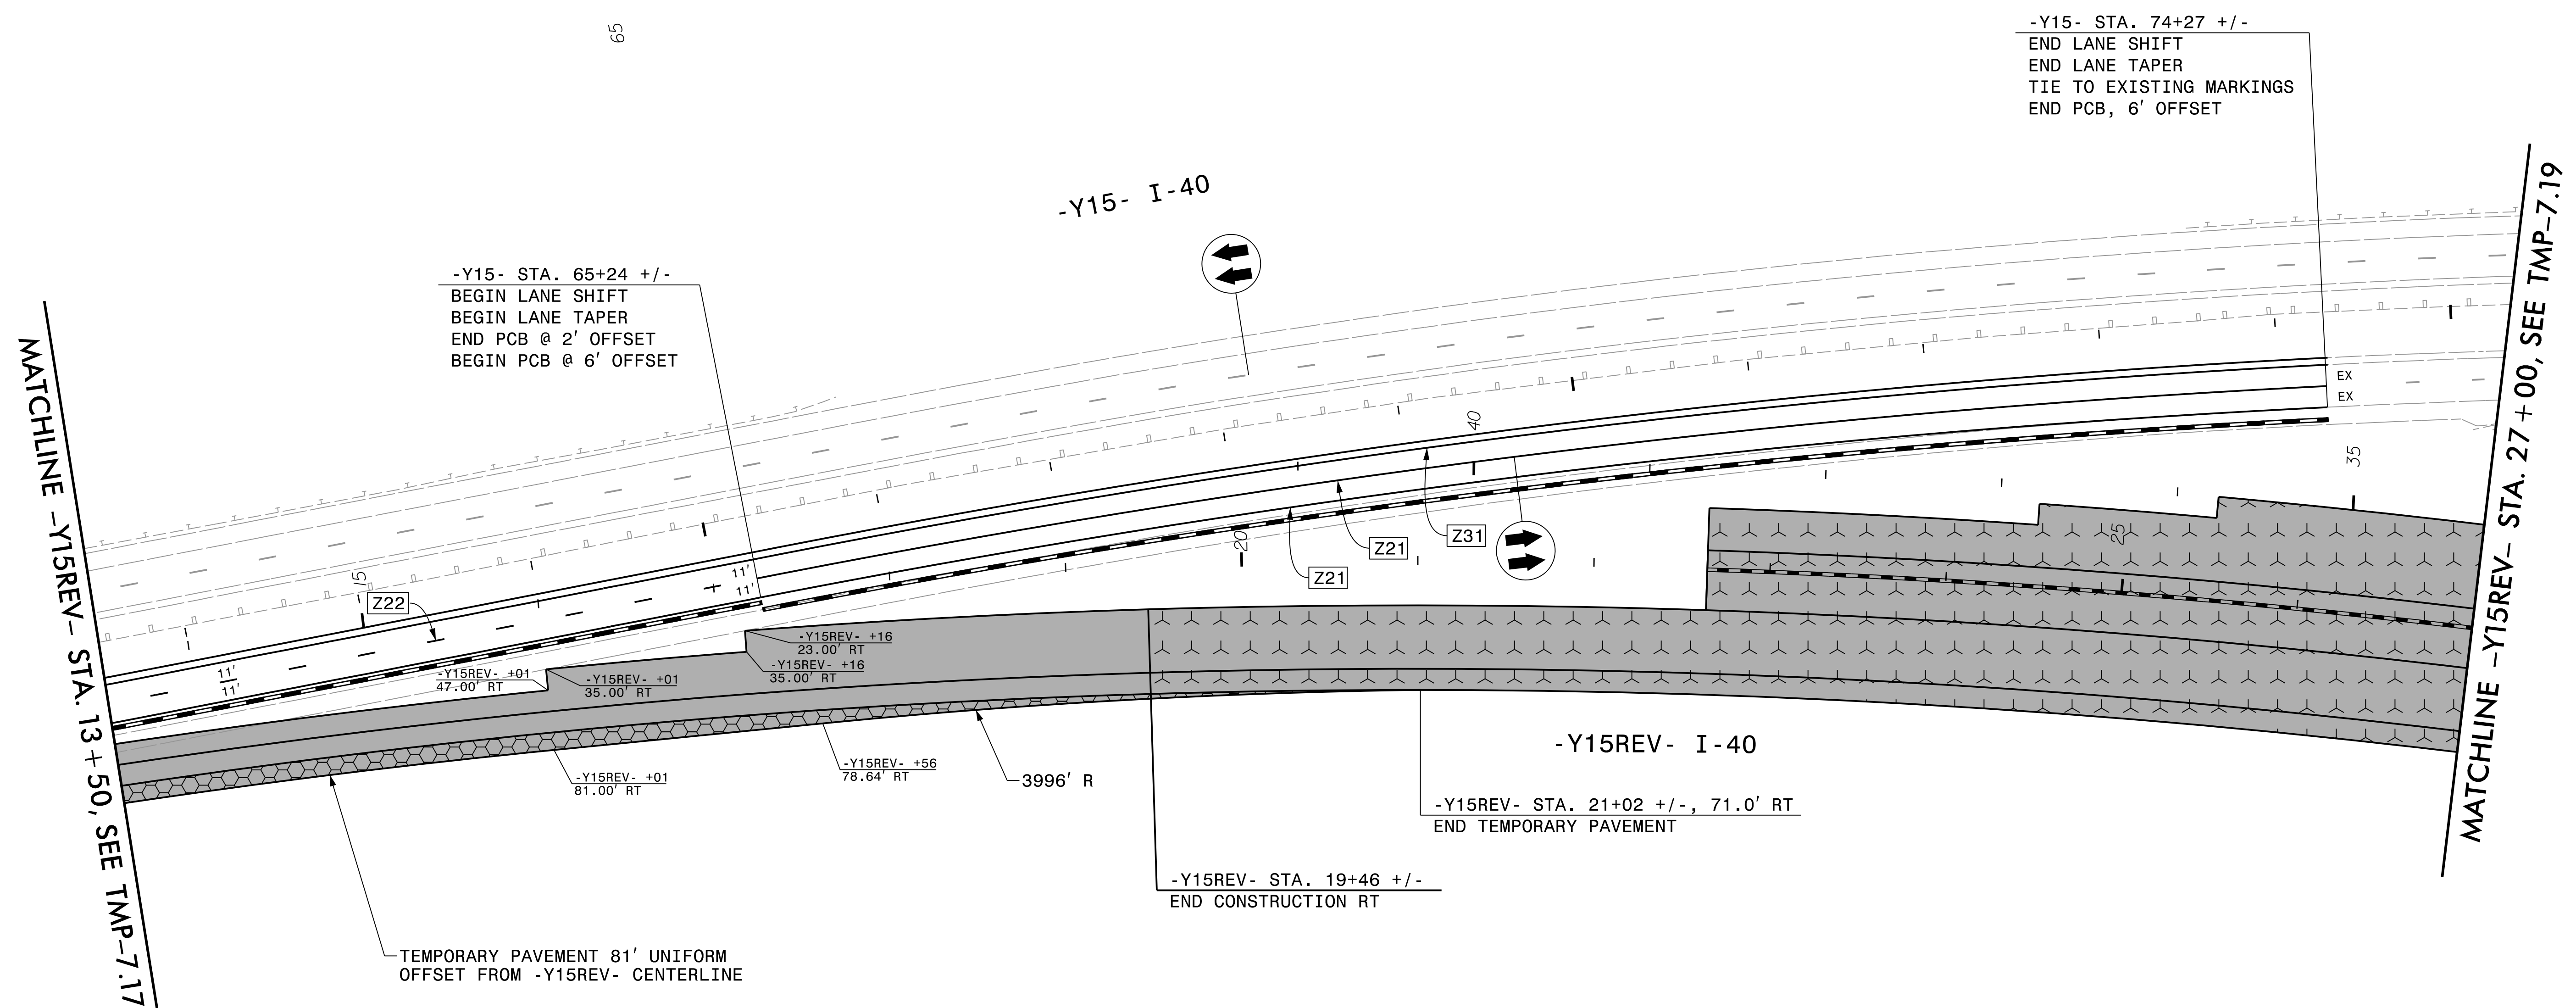 65
-Y15- STA. 74+27 +/-
END LANE SHIFT
END LANE TAPER
TIE TO EXISTING MARKINGS
END PCB, 6' OFFSET
-Y15- I-40
-Y15- STA. 65+24 +/-
BEGIN LANE SHIFT
BEGIN LANE TAPER
END PCB @ 2' OFFSET
BEGIN PCB @ 6' OFFSET
MATCHLINE -Y15REV- STA. 13+50, SEE TMP-7.17
MATCHLINE -Y15REV- STA. 27+00, SEE TMP-7.19
EX
EX
40
35
25
20
15
Z31
Z21
Z21
Z22
11'
11'
11'
11'
-Y15REV- +16
23.00' RT
-Y15REV- +16
35.00' RT
-Y15REV- +01
47.00' RT
-Y15REV- +01
35.00' RT
-Y15REV- +01
81.00' RT
-Y15REV- +56
78.64' RT
3996' R
-Y15REV- I-40
-Y15REV- STA. 21+02 +/-, 71.0' RT
END TEMPORARY PAVEMENT
-Y15REV- STA. 19+46 +/-
END CONSTRUCTION RT
TEMPORARY PAVEMENT 81' UNIFORM
OFFSET FROM -Y15REV- CENTERLINE